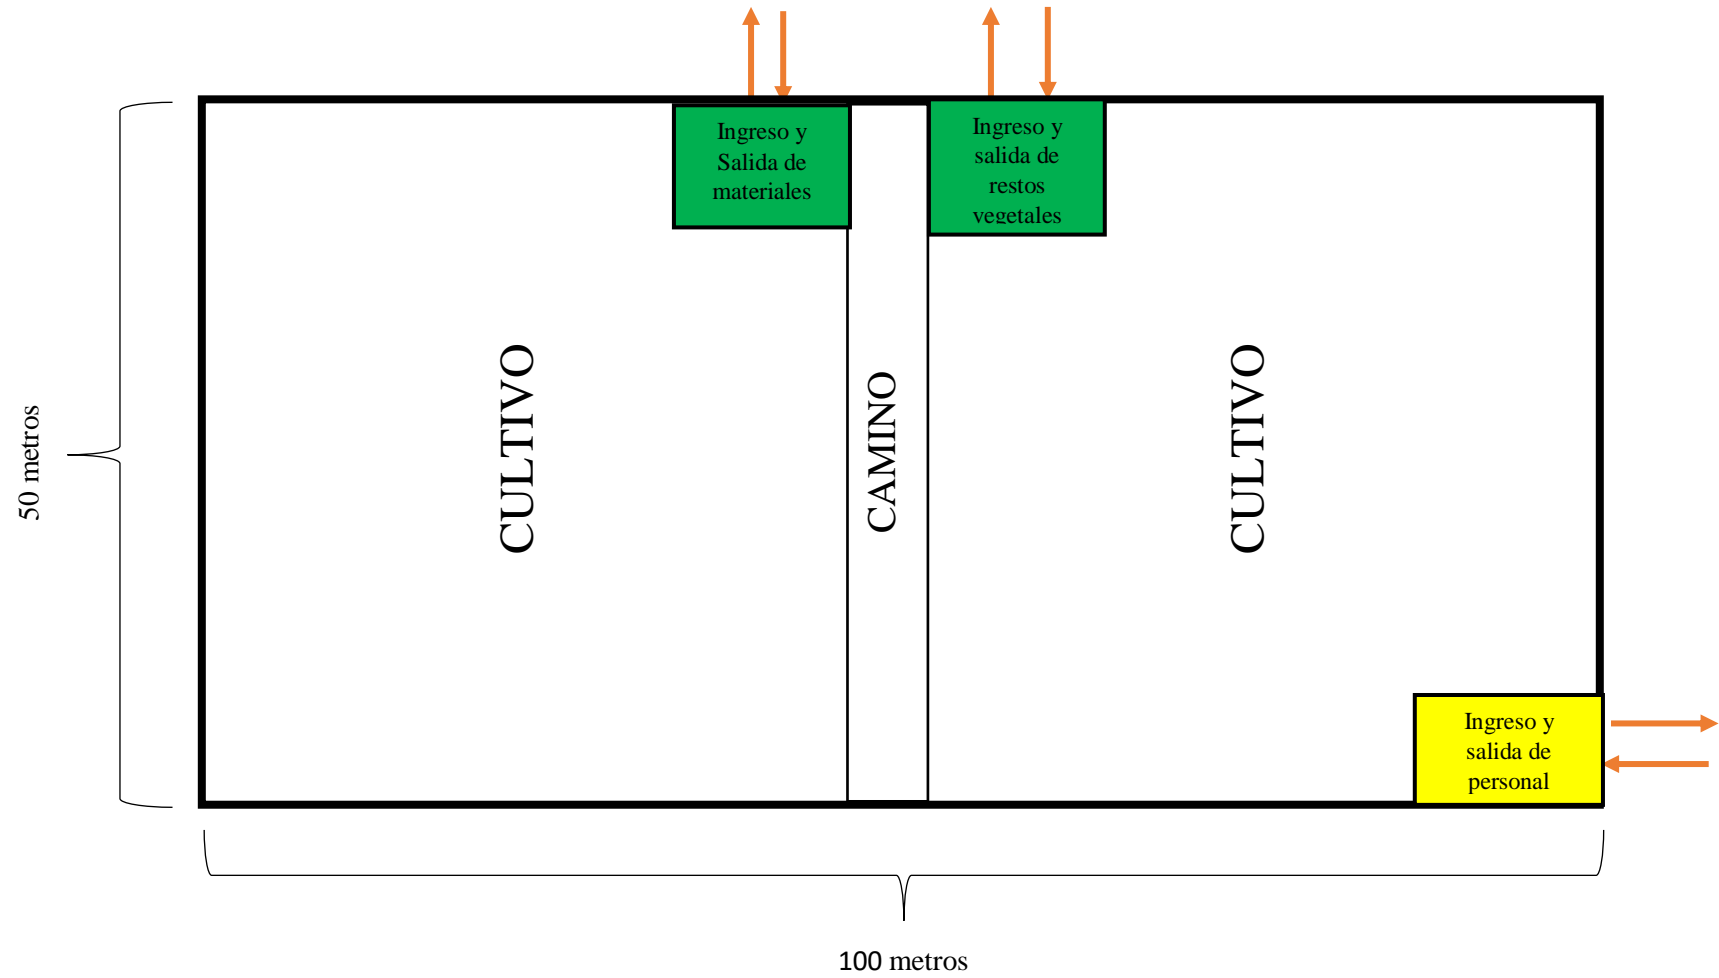 Ingreso y
Salida de
materiales
Ingreso y
salida de
restos
vegetales
50 metros
CULTIVO
CAMINO
CULTIVO
Ingreso y
salida de
personal
100 metros